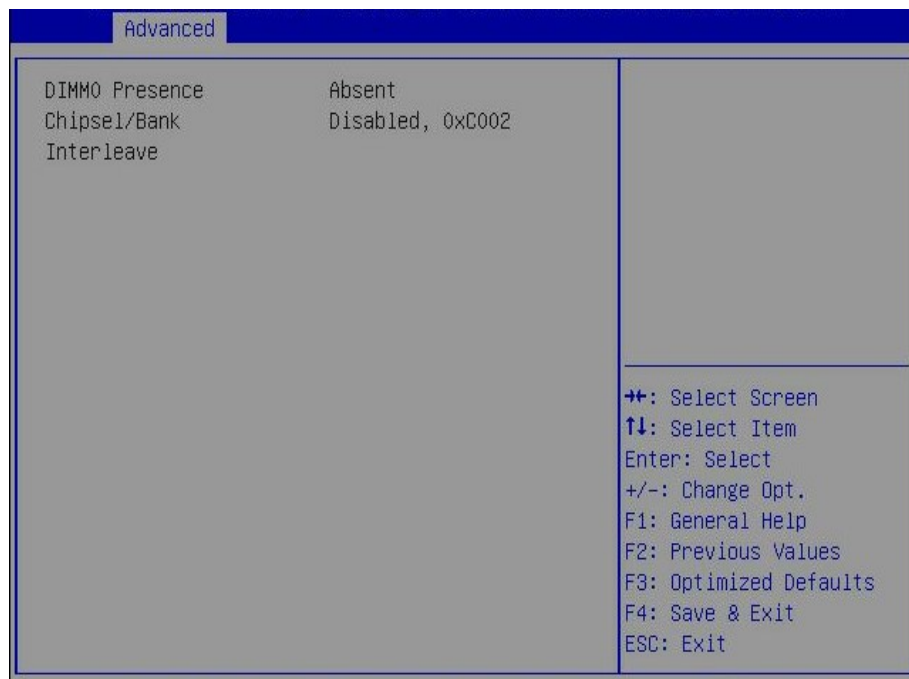 Advanced
DIMM0 Presence Absent
Chipsel/Bank Disabled, 0xC002
Interleave
→←: Select Screen
↑↓: Select Item
Enter: Select
+/-: Change Opt.
F1: General Help
F2: Previous Values
F3: Optimized Defaults
F4: Save & Exit
ESC: Exit